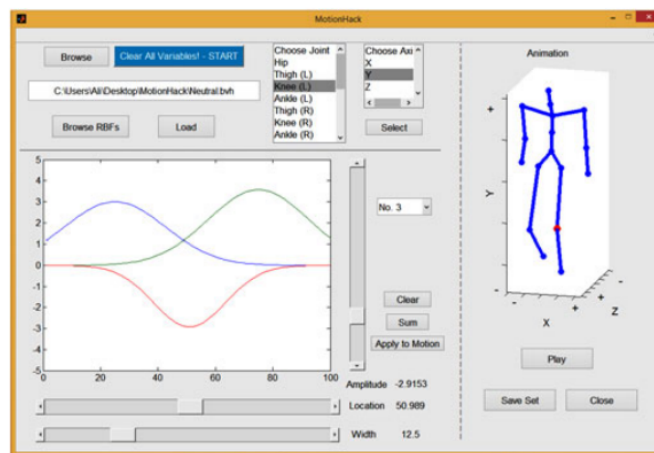 MotionHack
Browse
Clear All Variables! - START
C:\Users\Ali\Desktop\MotionHack\Neutral.bvh
Browse RBFs
Load
Choose Joint
Hip
Thigh (L)
Knee (L)
Ankle (L)
Thigh (R)
Knee (R)
Ankle (R)
Choose Axi
X
Y
Z
Select
Animation
5
4
3
2
1
0
-1
-2
-3
-4
-5
0
20
40
60
80
100
No. 3
Clear
Sum
Apply to Motion
Amplitude -2.9153
Location 50.989
Width 12.5
+
Y
-
-
X
+
-
+
Z
Play
Save Set
Close